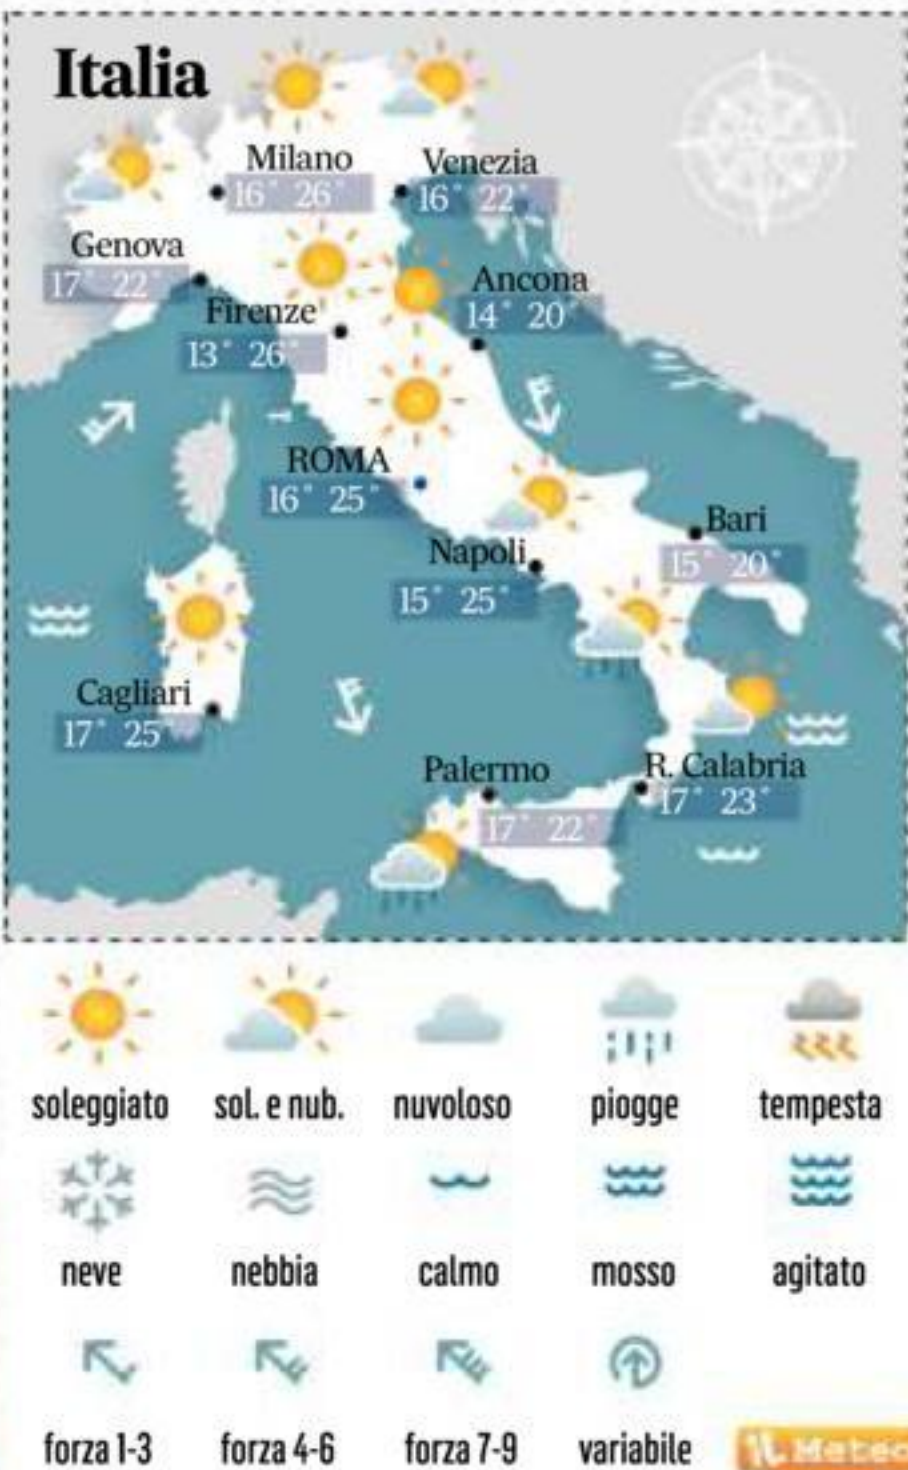 Italia
Milano
16° 26°
Venezia
16° 22°
Genova
17° 22°
Firenze
13° 26°
Ancona
14° 20°
ROMA
16° 25°
Napoli
15° 25°
Bari
15° 20°
Cagliari
17° 25°
Palermo
17° 22°
R. Calabria
17° 23°
soleggiato sol. e nub. nuvoloso piogge tempesta
neve nebbia calmo mosso agitato
forza 1-3 forza 4-6 forza 7-9 variabile
iL Meteo